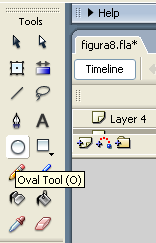 Help
Tools
figura8.fla*
Timeline
Layer 4
A
Oval Tool (O)